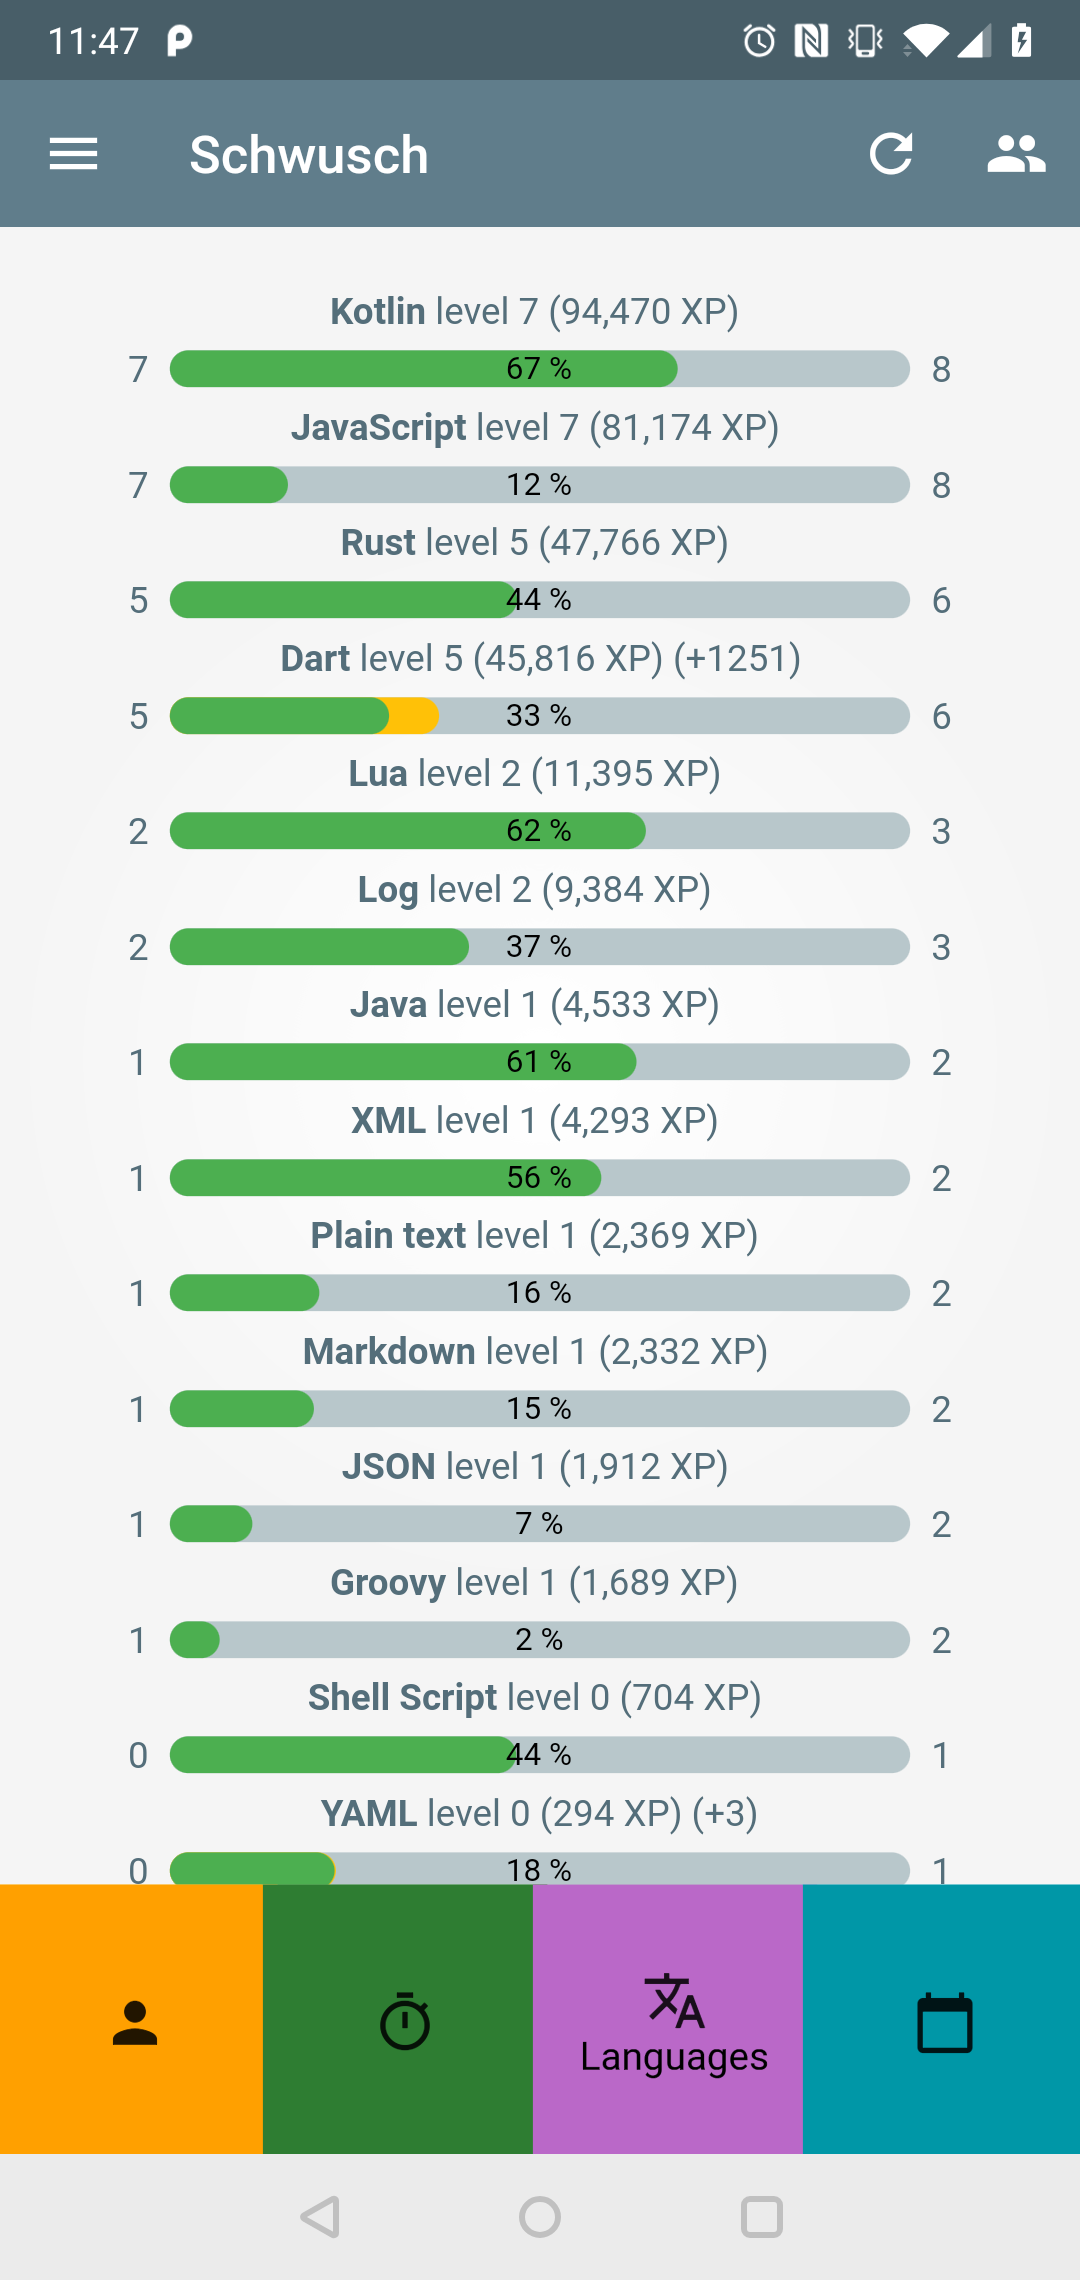 11:47
Schwusch
Kotlin level 7 (94,470 XP)
7 67 % 8
JavaScript level 7 (81,174 XP)
7 12 % 8
Rust level 5 (47,766 XP)
5 44 % 6
Dart level 5 (45,816 XP) (+1251)
5 33 % 6
Lua level 2 (11,395 XP)
2 62 % 3
Log level 2 (9,384 XP)
2 37 % 3
Java level 1 (4,533 XP)
1 61 % 2
XML level 1 (4,293 XP)
1 56 % 2
Plain text level 1 (2,369 XP)
1 16 % 2
Markdown level 1 (2,332 XP)
1 15 % 2
JSON level 1 (1,912 XP)
1 7 % 2
Groovy level 1 (1,689 XP)
1 2 % 2
Shell Script level 0 (704 XP)
0 44 % 1
YAML level 0 (294 XP) (+3)
0 18 % 1
Languages